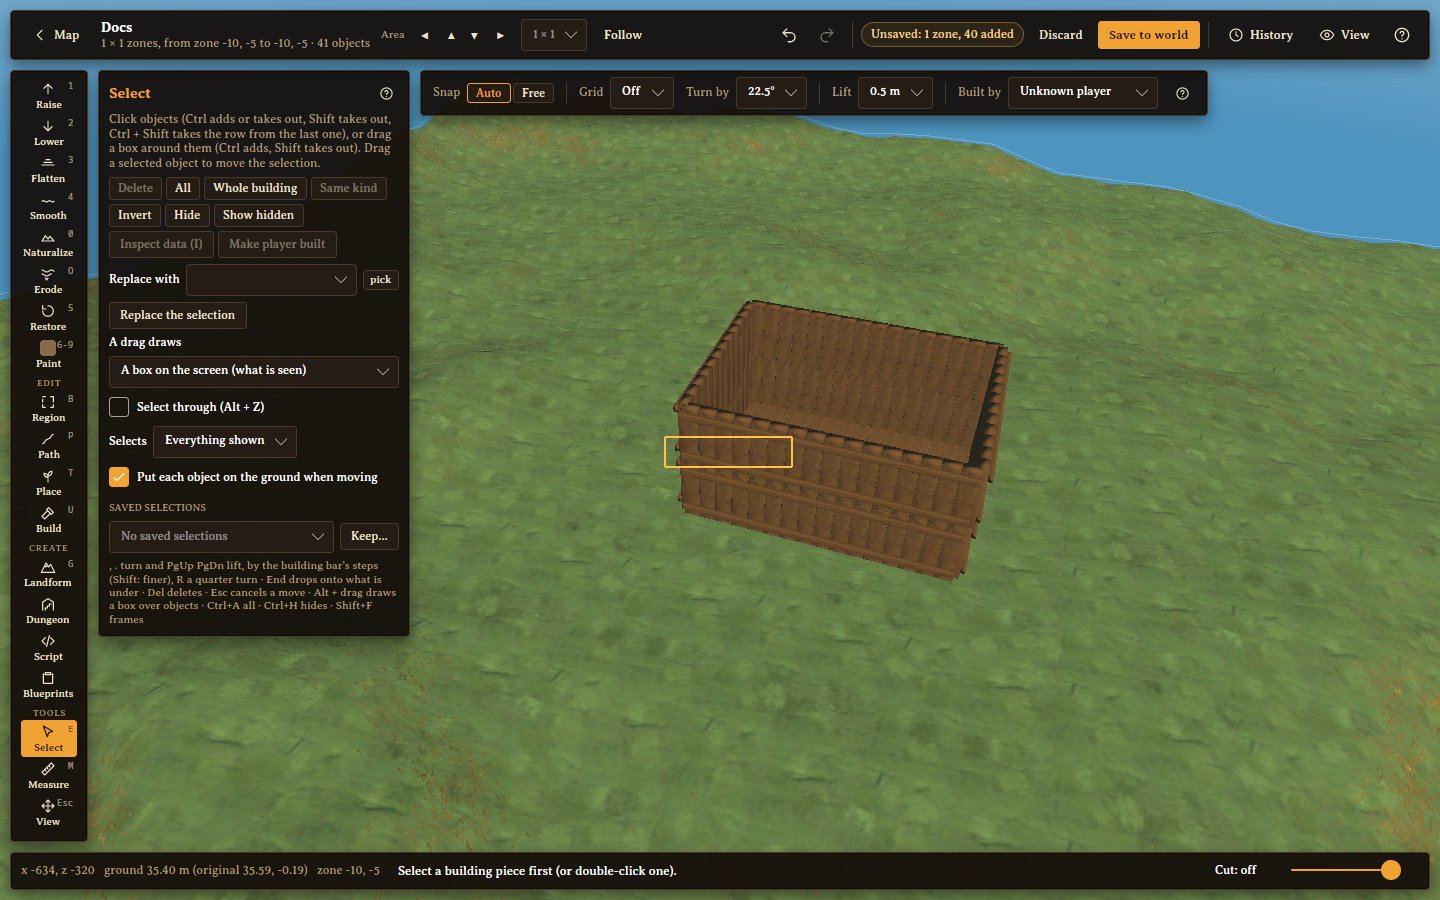 Map
Docs
1 × 1 zones, from zone -10, -5 to -10, -5 · 41 objects
Area
1 × 1
Follow
Unsaved: 1 zone, 40 added
Discard
Save to world
History
View
Raise 1
Lower 2
Flatten 3
Smooth 4
Naturalize 0
Erode O
Restore 5
Paint 6-9
EDIT
Region B
Path P
Place T
Build U
CREATE
Landform G
Dungeon
Script
Blueprints
TOOLS
Select E
Measure M
View Esc
Select
Click objects (Ctrl adds or takes out, Shift takes out,
Ctrl + Shift takes the row from the last one), or drag
a box around them (Ctrl adds, Shift takes out). Drag
a selected object to move the selection.
Delete All Whole building Same kind
Invert Hide Show hidden
Inspect data (I) Make player built
Replace with pick
Replace the selection
A drag draws
A box on the screen (what is seen)
Select through (Alt + Z)
Selects Everything shown
Put each object on the ground when moving
SAVED SELECTIONS
No saved selections Keep...
, . turn and PgUp PgDn lift, by the building bar's steps
(Shift: finer), R a quarter turn · End drops onto what is
under · Del deletes · Esc cancels a move · Alt + drag draws
a box over objects · Ctrl+A all · Ctrl+H hides · Shift+F
frames
Snap Auto Free Grid Off Turn by 22.5° Lift 0.5 m Built by Unknown player
x -634, z -320 ground 35.40 m (original 35.59, -0.19) zone -10, -5 Select a building piece first (or double-click one). Cut: off